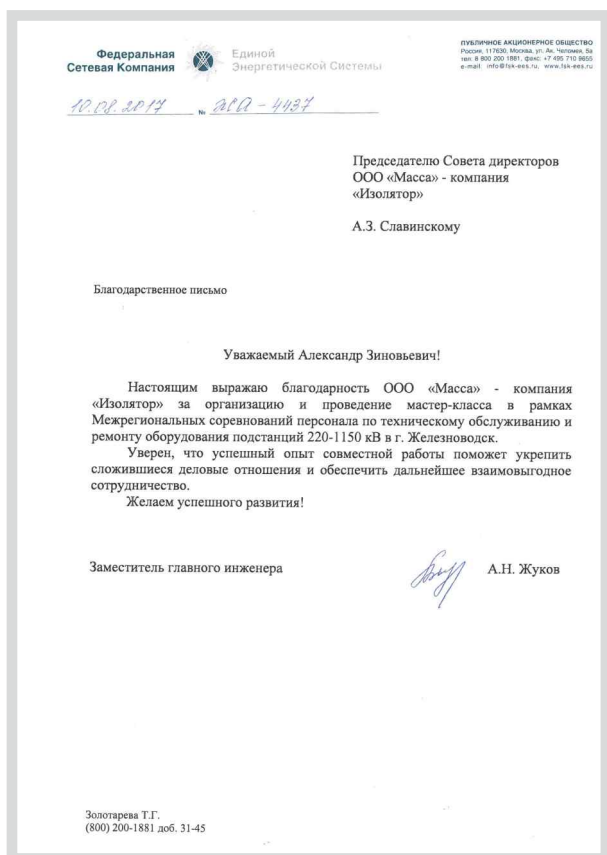 Федеральная
Сетевая Компания
Единой
Энергетической Системы
ПУБЛИЧНОЕ АКЦИОНЕРНОЕ ОБЩЕСТВО
Россия, 117630, Москва, ул. Ак. Челомея, 5а
тел: 8 800 200 1881, факс: +7 495 710 9655
e-mail: info@fsk-ees.ru, www.fsk-ees.ru
10.08.2017 № ЖА - 4437
Председателю Совета директоров
ООО «Масса» - компания
«Изолятор»
А.З. Славинскому
Благодарственное письмо
Уважаемый Александр Зиновьевич!
Настоящим выражаю благодарность ООО «Масса» - компания
«Изолятор» за организацию и проведение мастер-класса в рамках
Межрегиональных соревнований персонала по техническому обслуживанию и
ремонту оборудования подстанций 220-1150 кВ в г. Железноводск.
Уверен, что успешный опыт совместной работы поможет укрепить
сложившиеся деловые отношения и обеспечить дальнейшее взаимовыгодное
сотрудничество.
Желаем успешного развития!
Заместитель главного инженера
А.Н. Жуков
Золотарева Т.Г.
(800) 200-1881 доб. 31-45